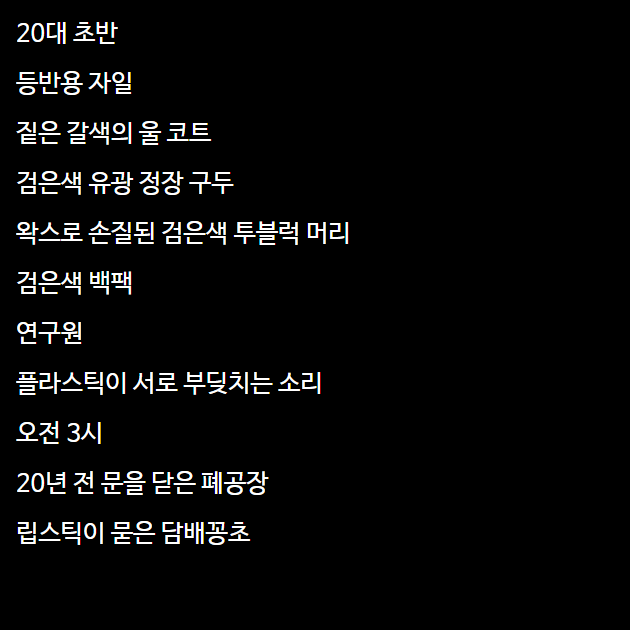 20대 초반
등반용 자일
짙은 갈색의 울 코트
검은색 유광 정장 구두
왁스로 손질된 검은색 투블럭 머리
검은색 백팩
연구원
플라스틱이 서로 부딪치는 소리
오전 3시
20년 전 문을 닫은 폐공장
립스틱이 묻은 담배꽁초